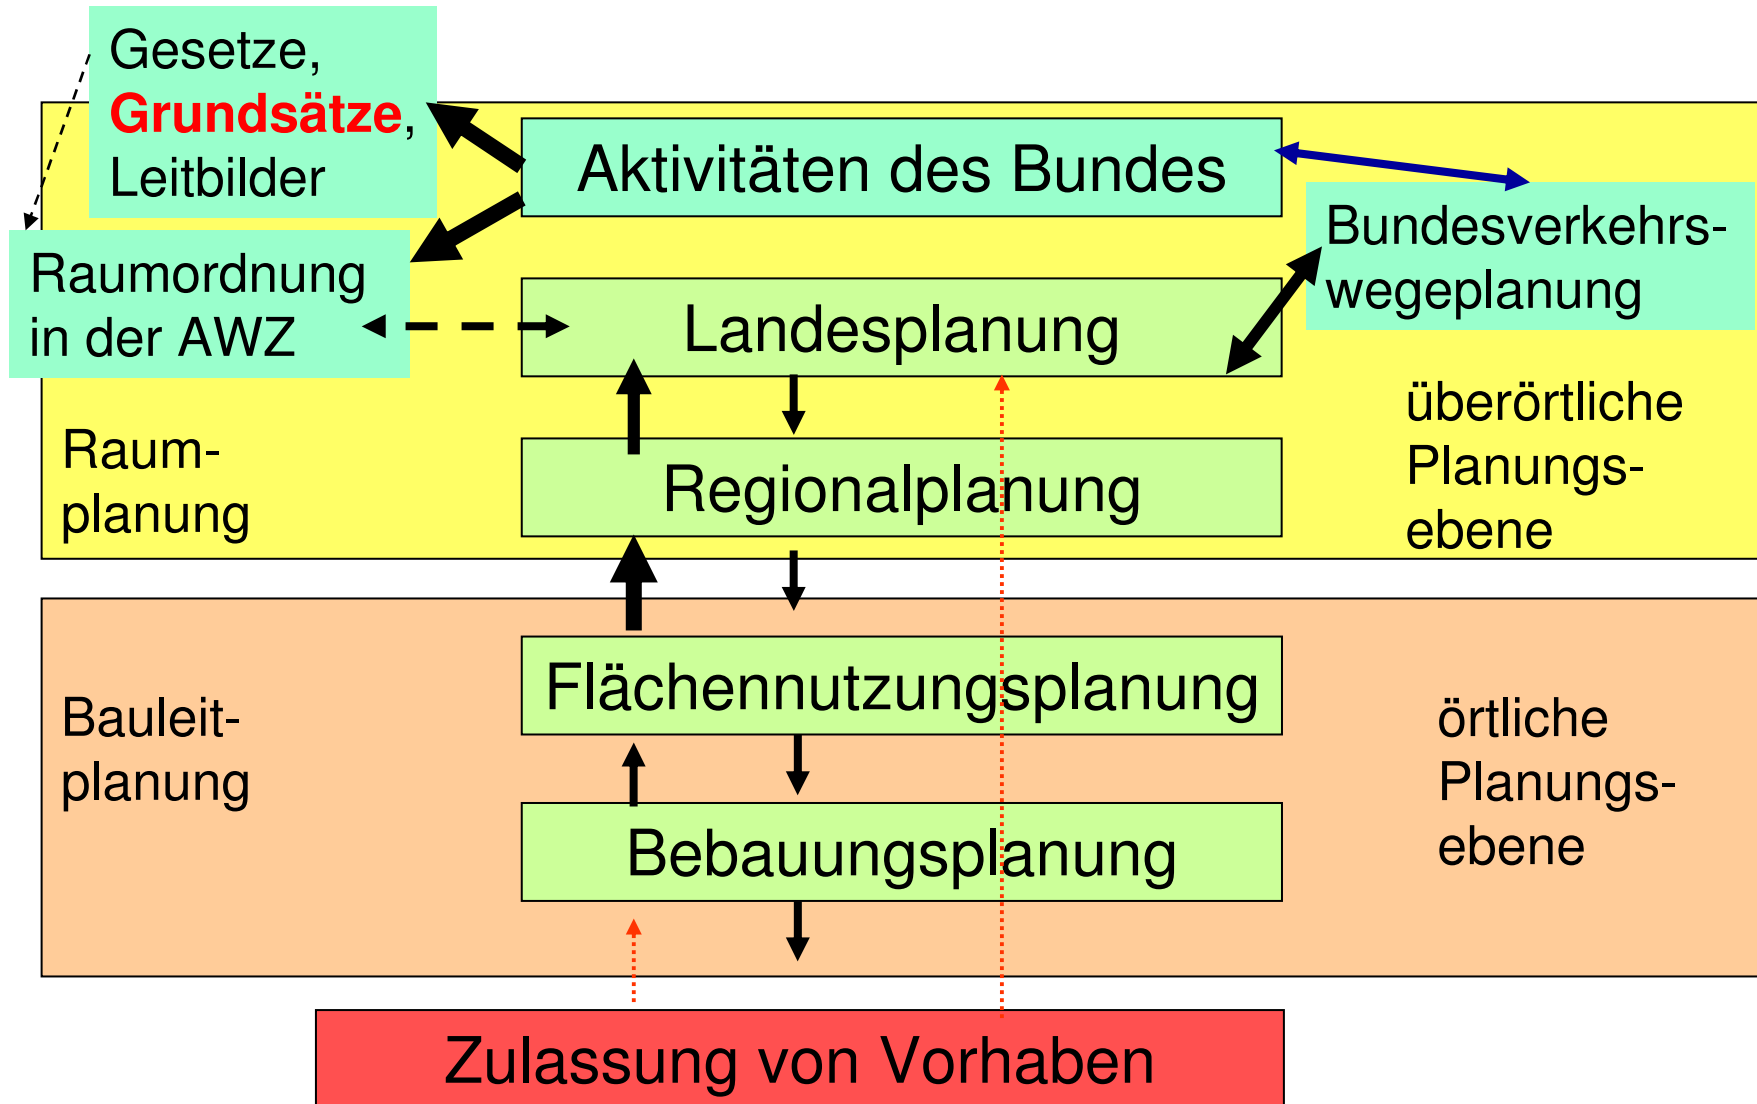 Gesetze,
Grundsätze,
Leitbilder
Aktivitäten des Bundes
Bundesverkehrs-
wegeplanung
Raumordnung
in der AWZ
Landesplanung
Raum-
planung
Regionalplanung
überörtliche
Planungs-
ebene
Bauleit-
planung
Flächennutzungsplanung
örtliche
Planungs-
ebene
Bebauungsplanung
Zulassung von Vorhaben